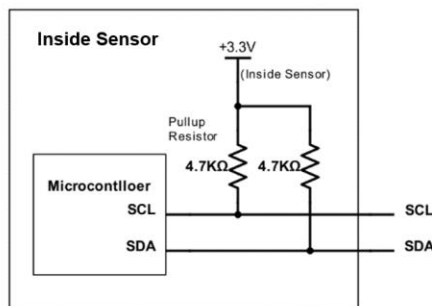 Inside Sensor
+3.3V
(Inside Sensor)
Pullup
Resistor
4.7KΩ 4.7KΩ
Microcontlloer
SCL SCL
SDA SDA